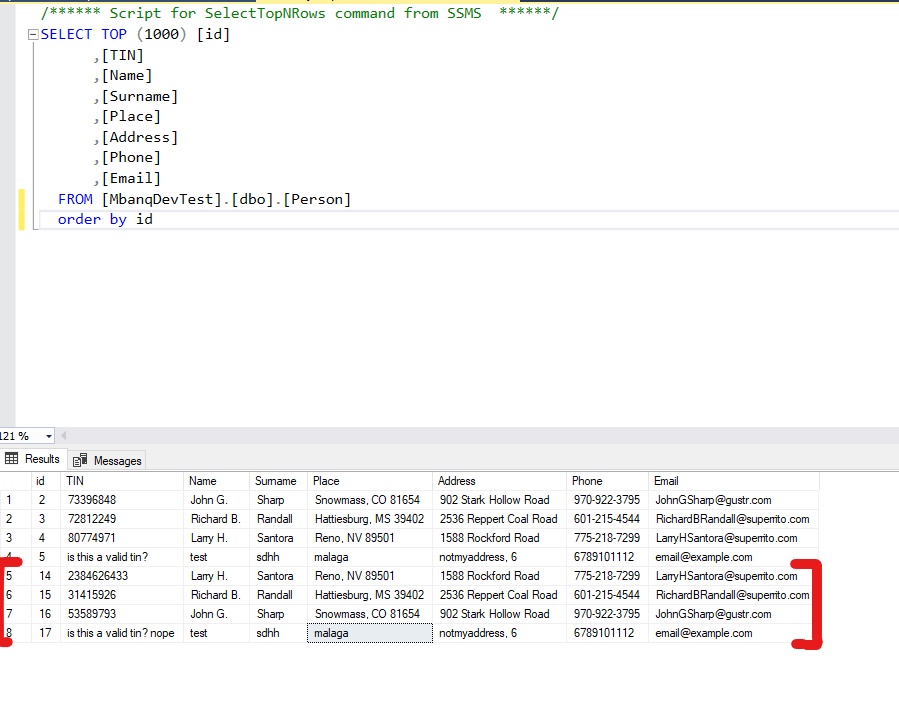 /****** Script for SelectTopNRows command from SSMS  ******/
SELECT TOP (1000) [id]
,[TIN]
,[Name]
,[Surname]
,[Place]
,[Address]
,[Phone]
,[Email]
FROM [MbanqDevTest].[dbo].[Person]
order by id
121 %
Results Messages
id TIN Name Surname Place Address Phone Email
1 2 73396848 John G. Sharp Snowmass, CO 81654 902 Stark Hollow Road 970-922-3795 JohnGSharp@gustr.com
2 3 72812249 Richard B. Randall Hattiesburg, MS 39402 2536 Reppert Coal Road 601-215-4544 RichardBRandall@superrito.com
3 4 80774971 Larry H. Santora Reno, NV 89501 1588 Rockford Road 775-218-7299 LarryHSantora@superrito.com
4 5 is this a valid tin? test sdhh malaga notmyaddress, 6 6789101112 email@example.com
5 14 2384626433 Larry H. Santora Reno, NV 89501 1588 Rockford Road 775-218-7299 LarryHSantora@superrito.com
6 15 31415926 Richard B. Randall Hattiesburg, MS 39402 2536 Reppert Coal Road 601-215-4544 RichardBRandall@superrito.com
7 16 53589793 John G. Sharp Snowmass, CO 81654 902 Stark Hollow Road 970-922-3795 JohnGSharp@gustr.com
8 17 is this a valid tin? nope test sdhh malaga notmyaddress, 6 6789101112 email@example.com